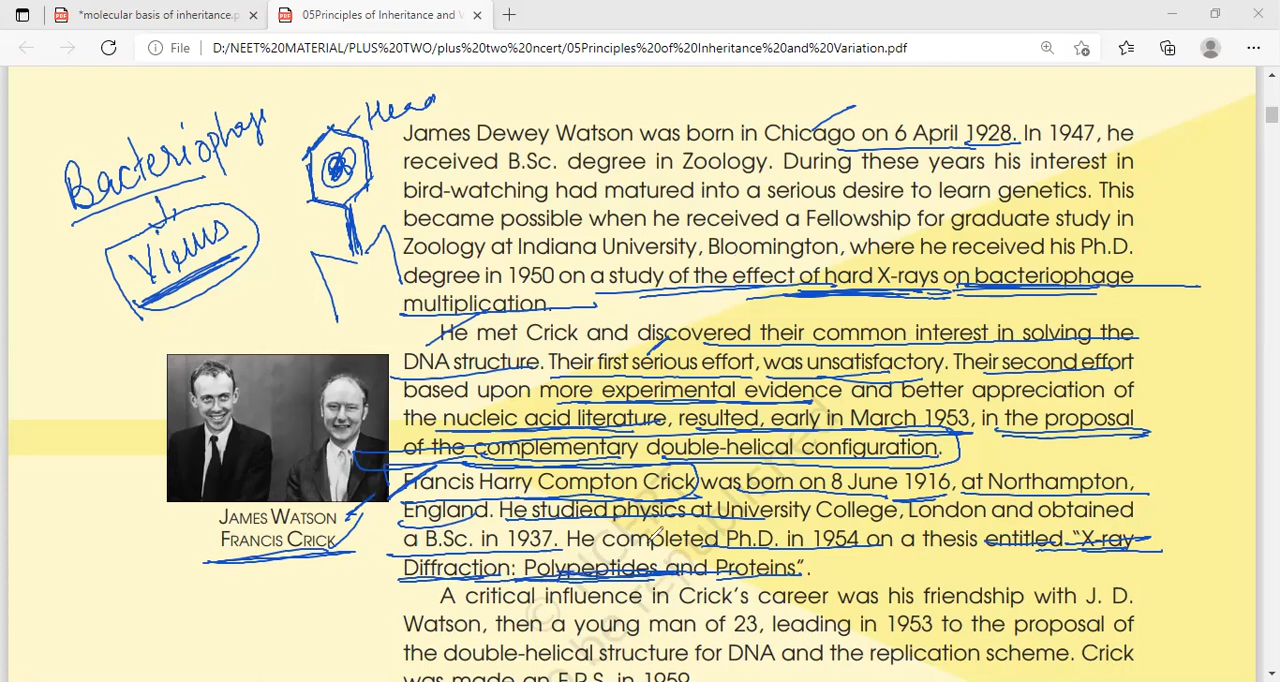 *molecular basis of inheritance.p
05Principles of Inheritance and V
File
D:/NEET%20MATERIAL/PLUS%20TWO/plus%20two%20ncert/05Principles%20of%20Inheritance%20and%20Variation.pdf
Bacteriophage
Virus
Head
James Dewey Watson was born in Chicago on 6 April 1928. In 1947, he
received B.Sc. degree in Zoology. During these years his interest in
bird-watching had matured into a serious desire to learn genetics. This
became possible when he received a Fellowship for graduate study in
Zoology at Indiana University, Bloomington, where he received his Ph.D.
degree in 1950 on a study of the effect of hard X-rays on bacteriophage
multiplication.
He met Crick and discovered their common interest in solving the
DNA structure. Their first serious effort, was unsatisfactory. Their second effort
based upon more experimental evidence and better appreciation of
the nucleic acid literature, resulted, early in March 1953, in the proposal
of the complementary double-helical configuration.
JAMES WATSON
FRANCIS CRICK
Francis Harry Compton Crick was born on 8 June 1916, at Northampton,
England. He studied physics at University College, London and obtained
a B.Sc. in 1937. He completed Ph.D. in 1954 on a thesis entitled "X-ray
Diffraction: Polypeptides and Proteins".
A critical influence in Crick's career was his friendship with J. D.
Watson, then a young man of 23, leading in 1953 to the proposal of
the double-helical structure for DNA and the replication scheme. Crick
was made an F.R.S. in 1959.